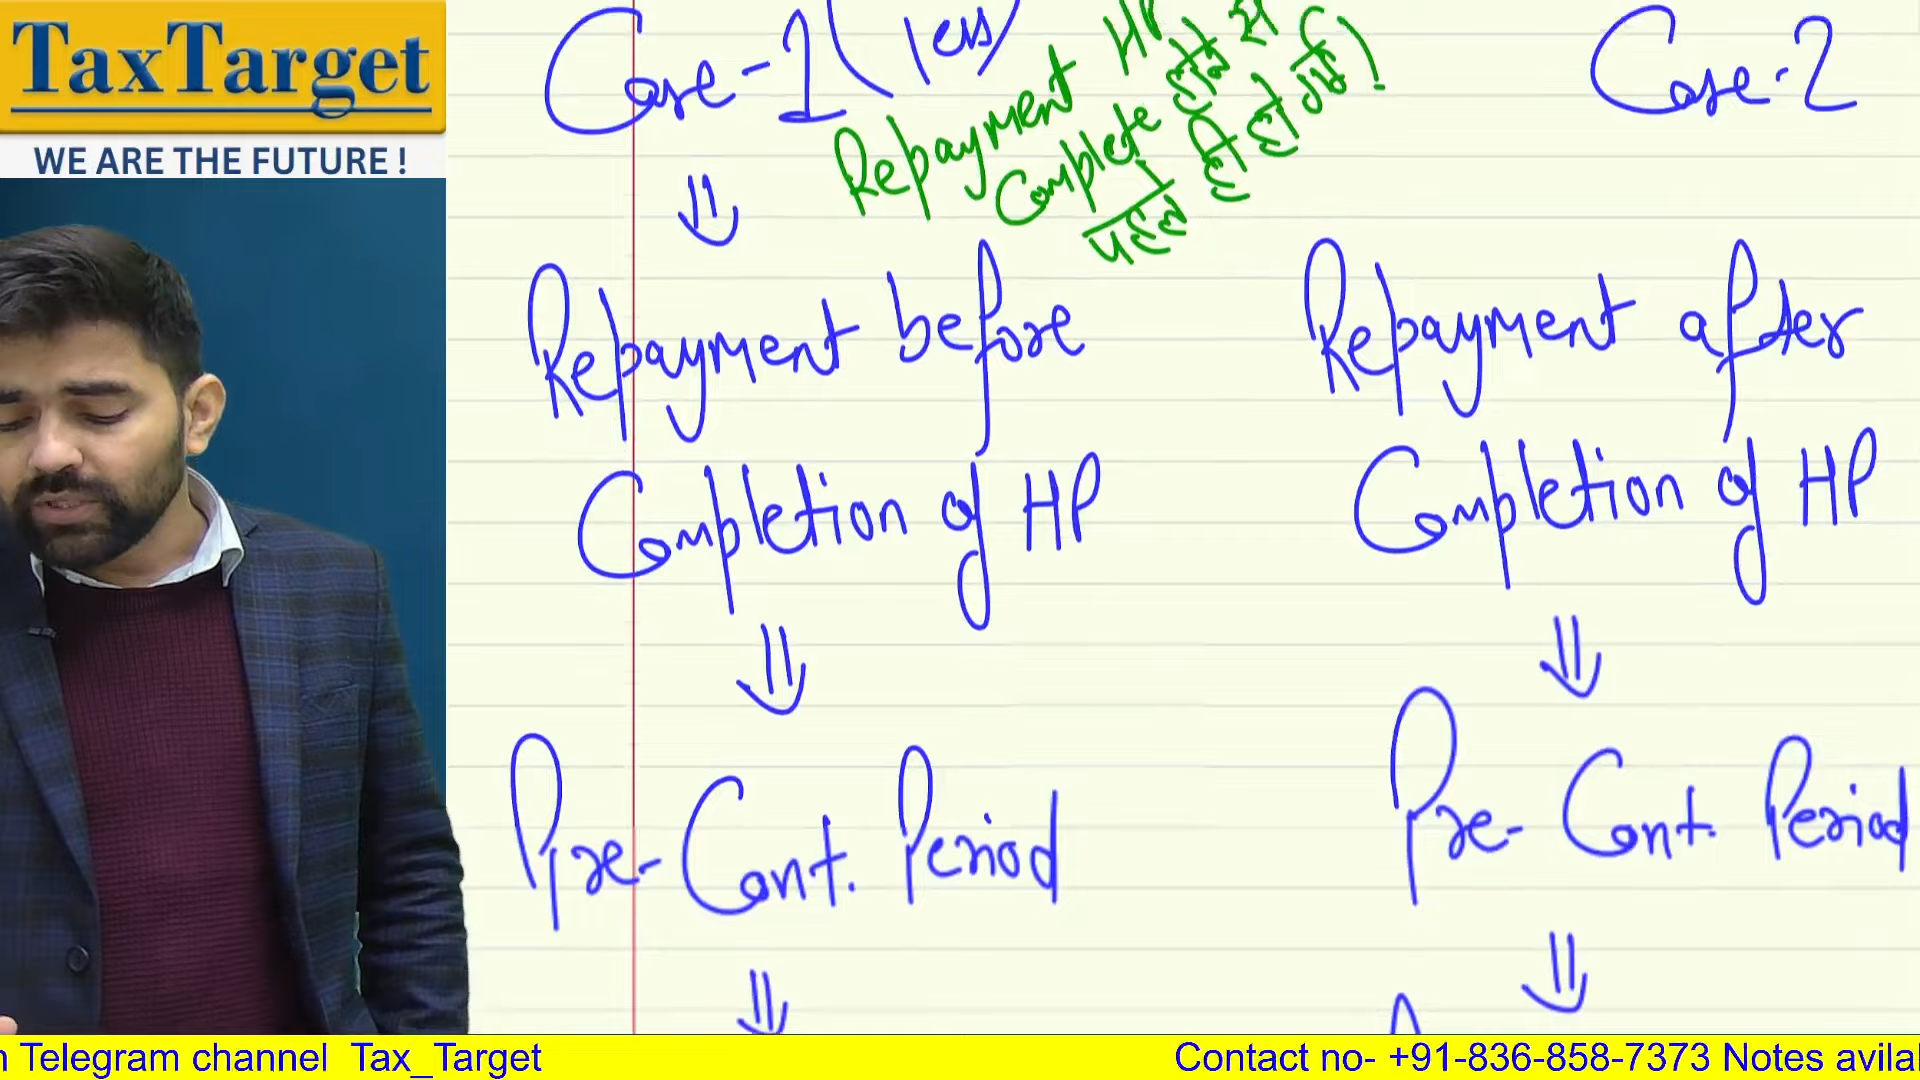 TaxTarget
WE ARE THE FUTURE !
Case-1 (less)
Repayment HP
Complete होने से
पहले ही हो गई)
Case-2
Repayment before
Completion of HP
Pre-Cont. Period
Repayment after
Completion of HP
Pre-Cont. Period
Telegram channel Tax_Target
Contact no- +91-836-858-7373 Notes avila